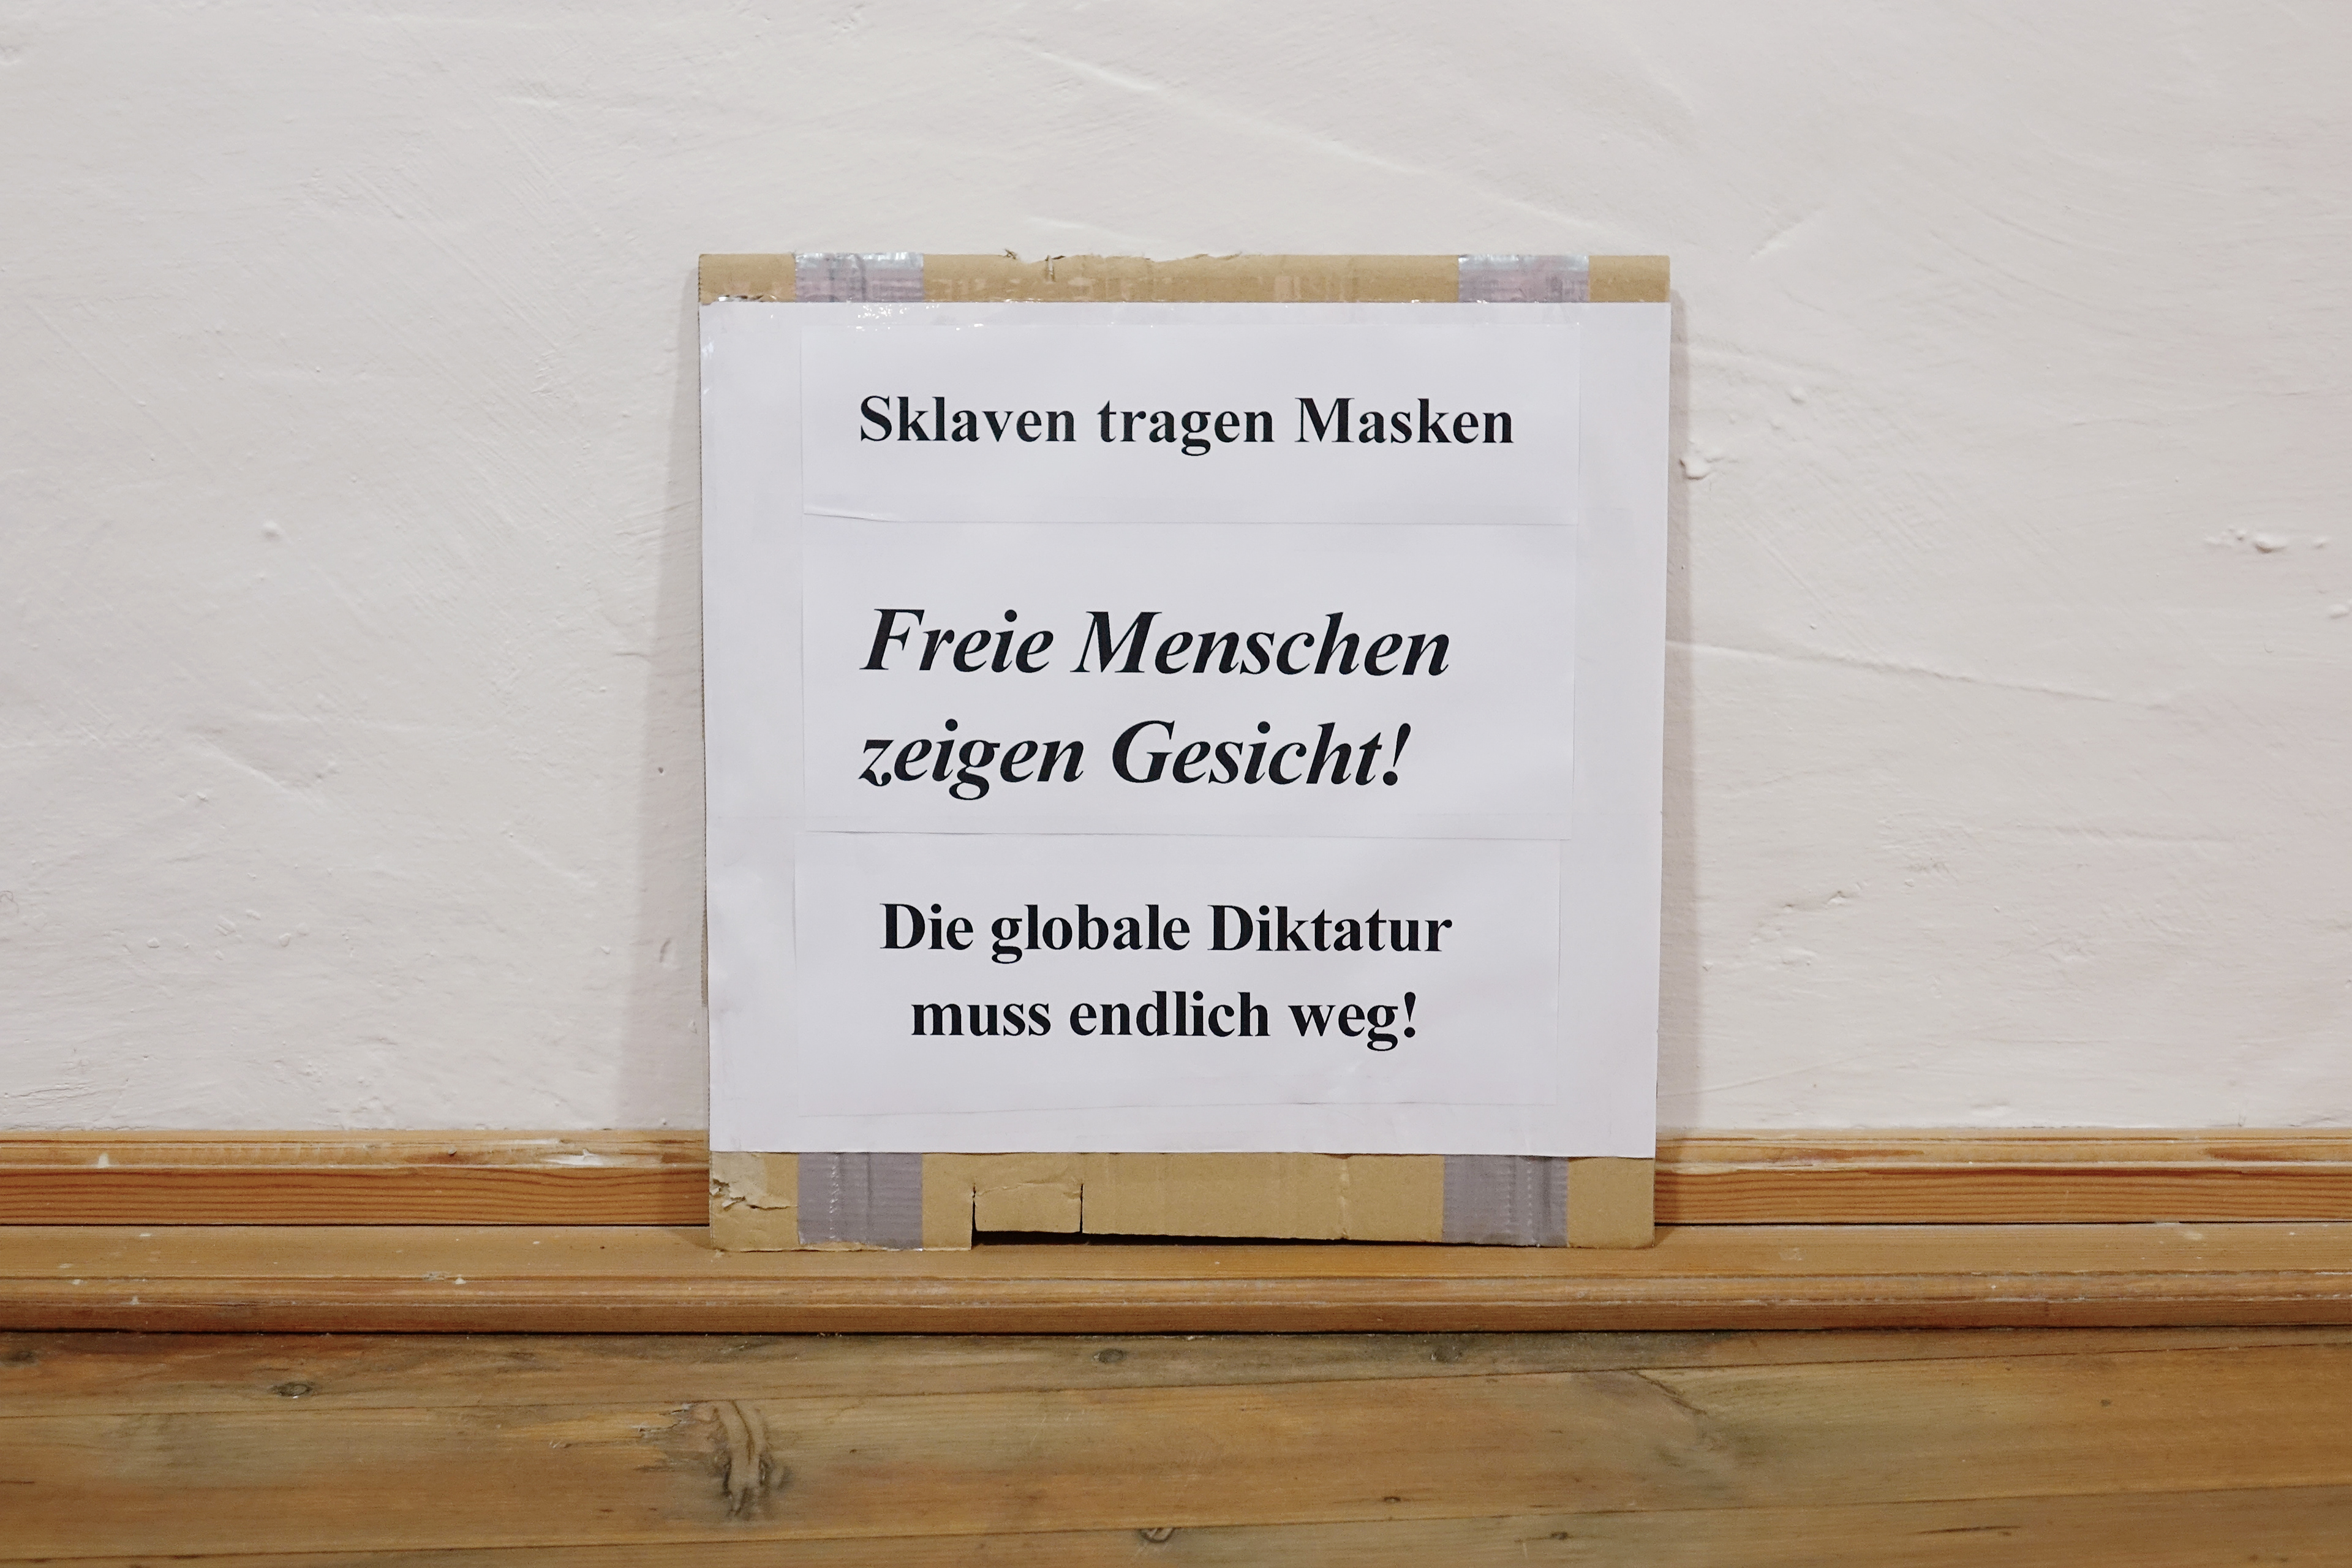 Sklaven tragen Masken
Freie Menschen
zeigen Gesicht!
Die globale Diktatur
muss endlich weg!